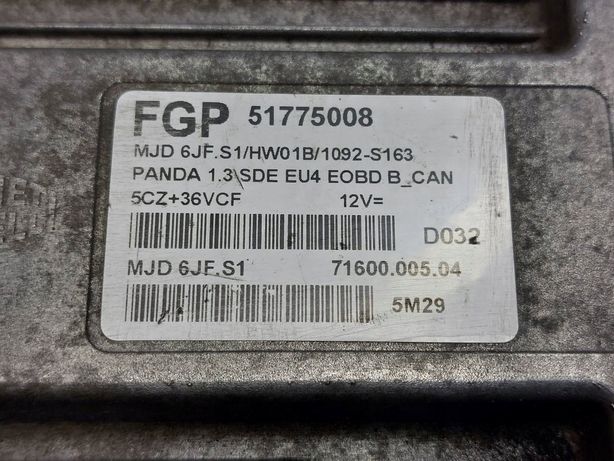 FGP 51775008
MJD 6JF.S1/HW01B/1092-S163
PANDA 1.3 SDE EU4 EOBD B_CAN
5CZ+36VCF 12V=
D032
MJD 6JF.S1 71600.005.04
5M29